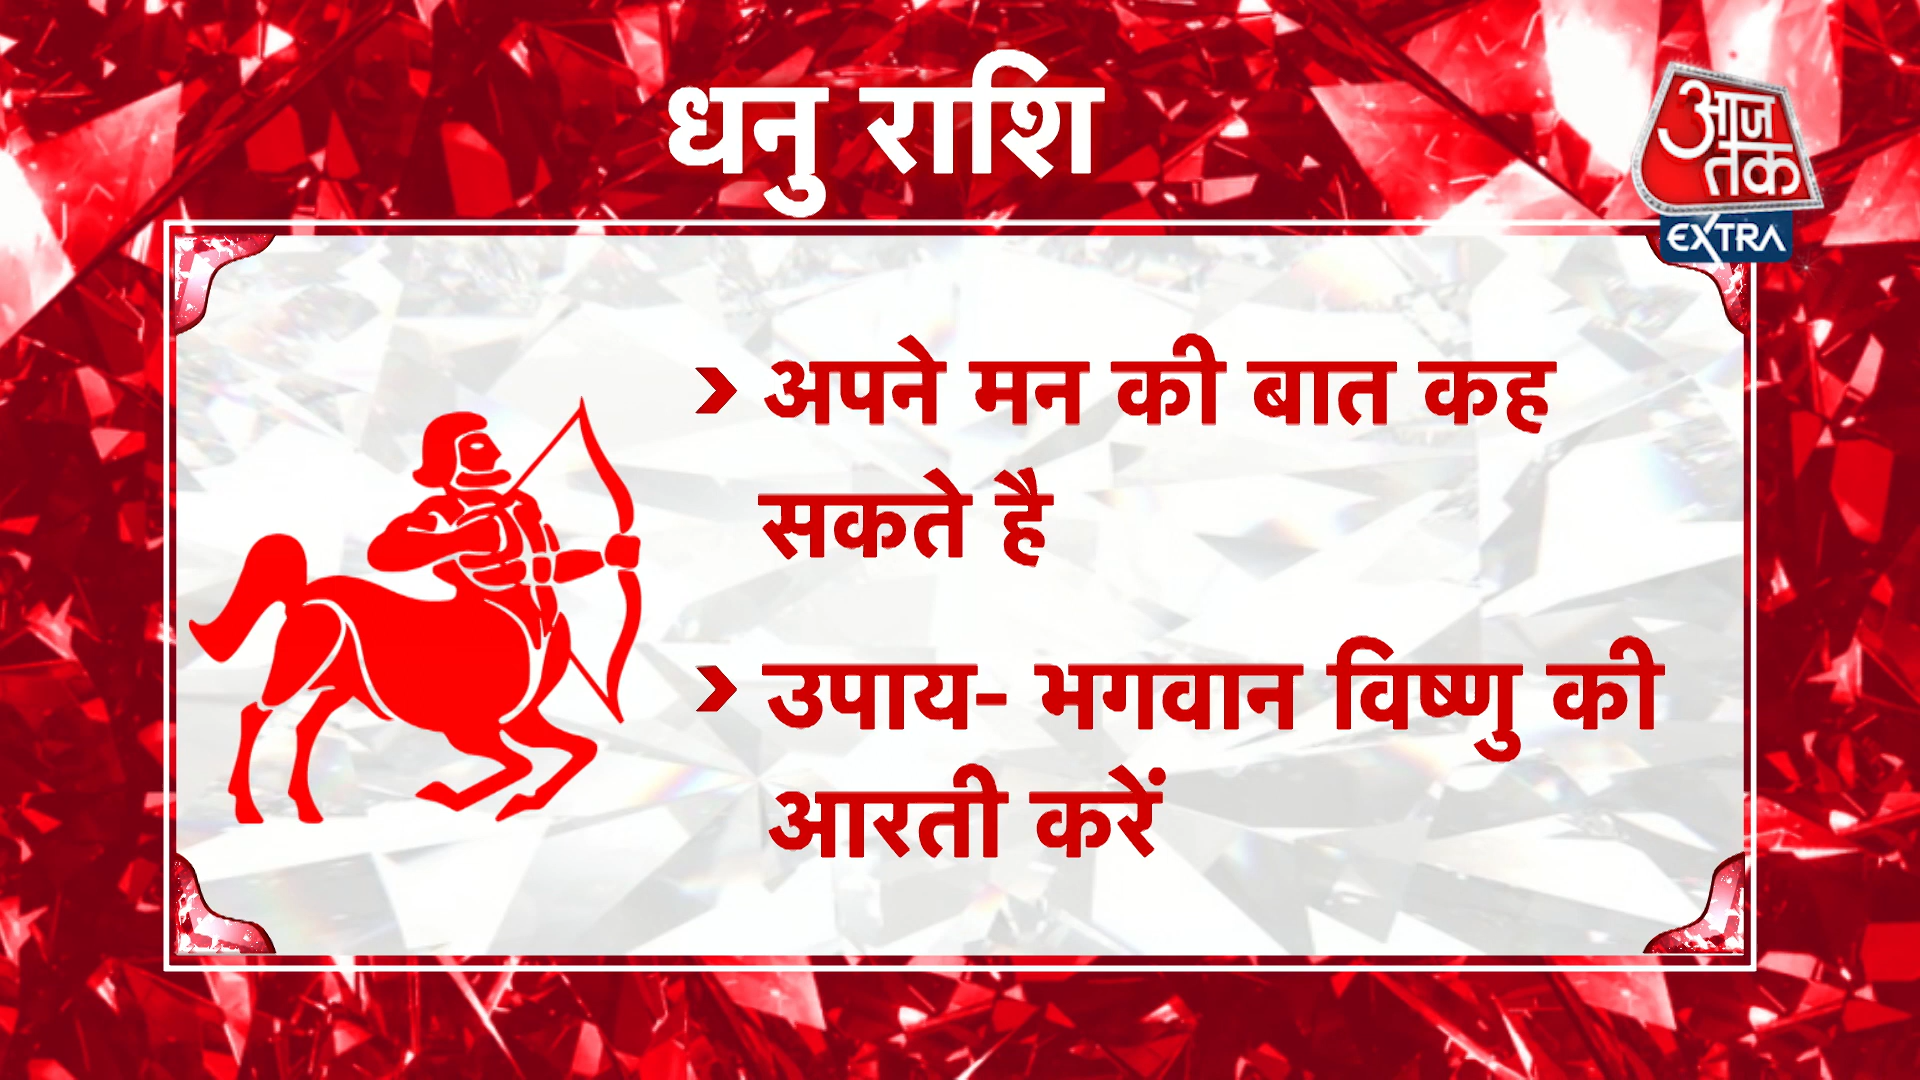 धनु राशि
आज
तक
EXTRA
> अपने मन की बात कह
सकते है
> उपाय- भगवान विष्णु की
आरती करें